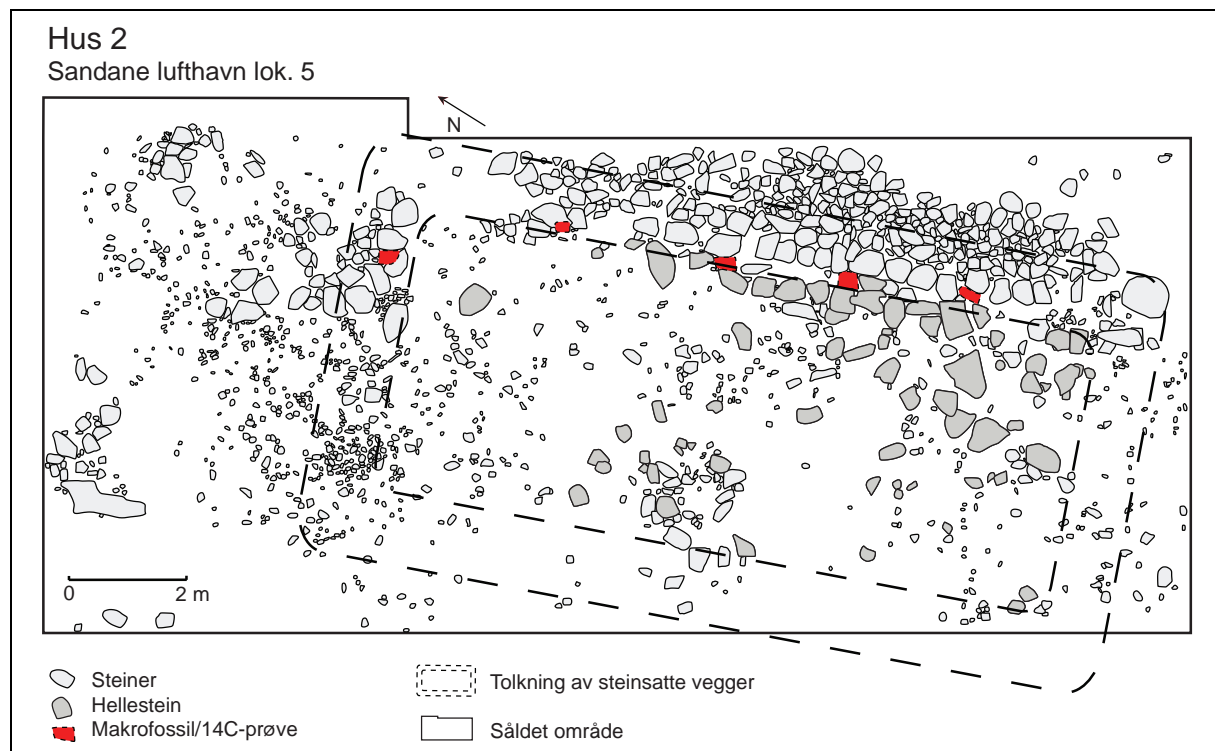 Hus 2
Sandane lufthavn lok. 5
N
0 2 m
Steiner
Hellestein
Makrofossil/14C-prøve
Tolkning av steinsatte vegger
Såldet område